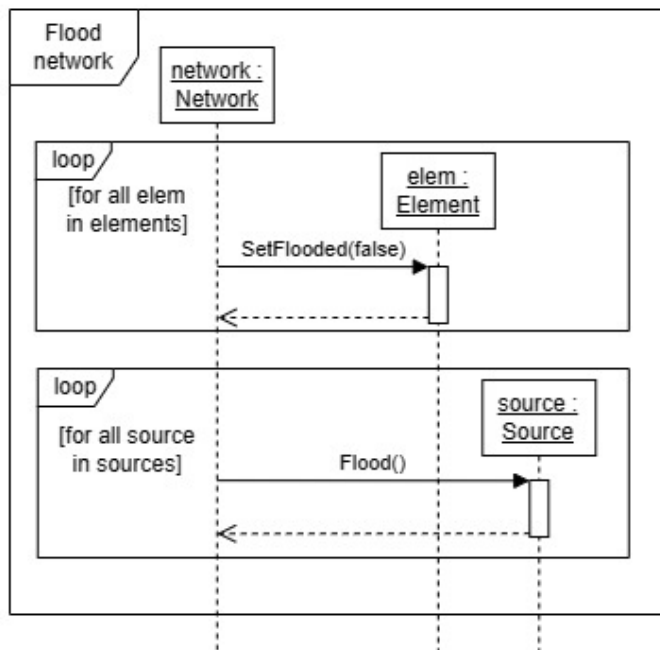 Flood
network
network :
Network
loop
[for all elem
in elements]
elem :
Element
SetFlooded(false)
loop
[for all source
in sources]
source :
Source
Flood()